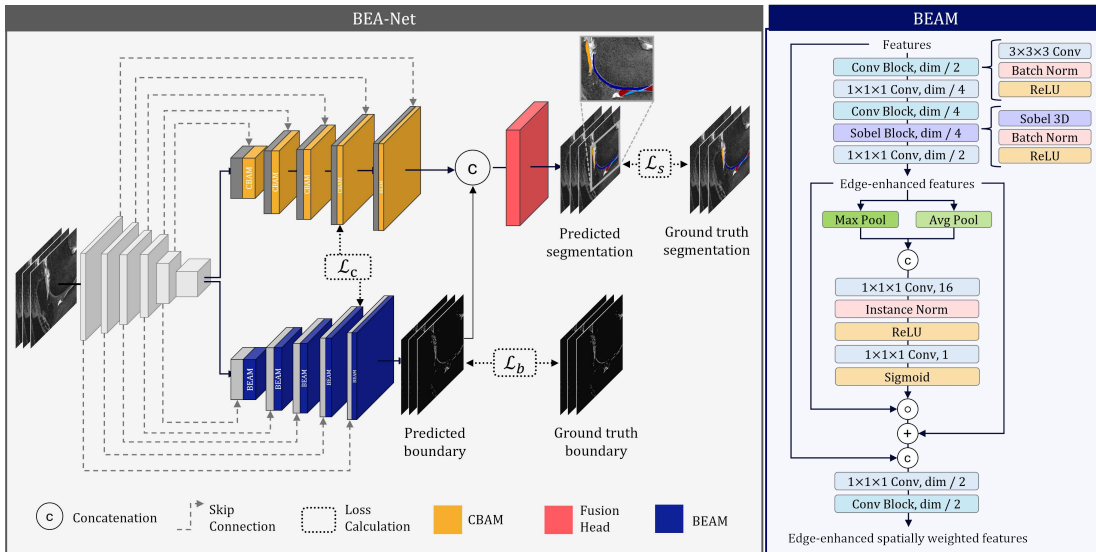 BEA-Net
CBAM
CBAM
CBAM
CBAM
CBAM
C
Predicted
segmentation
ℒs
Ground truth
segmentation
ℒc
BEAM
BEAM
BEAM
BEAM
BEAM
Predicted
boundary
ℒb
Ground truth
boundary
C
Concatenation
Skip
Connection
Loss
Calculation
CBAM
Fusion
Head
BEAM
BEAM
Features
Conv Block, dim / 2
1×1×1 Conv, dim / 4
Conv Block, dim / 4
Sobel Block, dim / 4
1×1×1 Conv, dim / 2
3×3×3 Conv
Batch Norm
ReLU
Sobel 3D
Batch Norm
ReLU
Edge-enhanced features
Max Pool
Avg Pool
C
1×1×1 Conv, 16
Instance Norm
ReLU
1×1×1 Conv, 1
Sigmoid
○
+
C
1×1×1 Conv, dim / 2
Conv Block, dim / 2
Edge-enhanced spatially weighted features